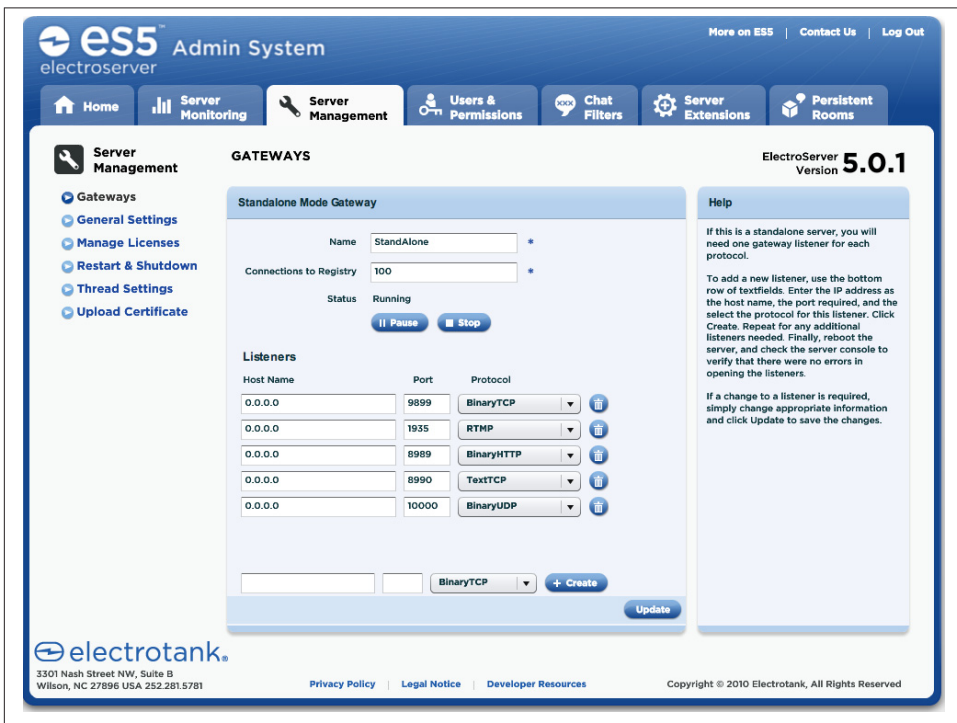 More on ES5 | Contact Us | Log Out
es5™ Admin System
electroserver
Home
Server Monitoring
Server Management
Users & Permissions
xxx
Chat Filters
Server Extensions
Persistent Rooms
Server Management
GATEWAYS
ElectroServer Version 5.0.1
Gateways
General Settings
Manage Licenses
Restart & Shutdown
Thread Settings
Upload Certificate
Standalone Mode Gateway
Name StandAlone *
Connections to Registry 100 *
Status Running
Pause Stop
Listeners
Host Name Port Protocol
0.0.0.0 9899 BinaryTCP
0.0.0.0 1935 RTMP
0.0.0.0 8989 BinaryHTTP
0.0.0.0 8990 TextTCP
0.0.0.0 10000 BinaryUDP
BinaryTCP + Create
Update
Help
If this is a standalone server, you will
need one gateway listener for each
protocol.
To add a new listener, use the bottom
row of textfields. Enter the IP address as
the host name, the port required, and the
select the protocol for this listener. Click
Create. Repeat for any additional
listeners needed. Finally, reboot the
server, and check the server console to
verify that there were no errors in
opening the listeners.
If a change to a listener is required,
simply change appropriate information
and click Update to save the changes.
electrotank®
3301 Nash Street NW, Suite B
Wilson, NC 27896 USA 252.281.5781
Privacy Policy | Legal Notice | Developer Resources
Copyright © 2010 Electrotank, All Rights Reserved